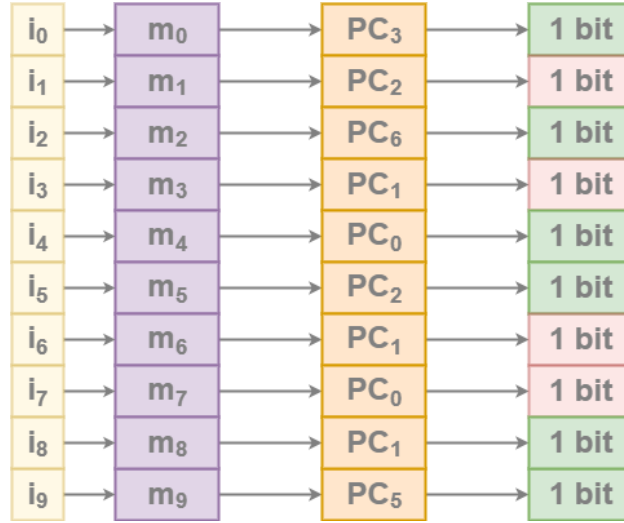 i₀ m₀ PC₃ 1 bit
i₁ m₁ PC₂ 1 bit
i₂ m₂ PC₆ 1 bit
i₃ m₃ PC₁ 1 bit
i₄ m₄ PC₀ 1 bit
i₅ m₅ PC₂ 1 bit
i₆ m₆ PC₁ 1 bit
i₇ m₇ PC₀ 1 bit
i₈ m₈ PC₁ 1 bit
i₉ m₉ PC₅ 1 bit